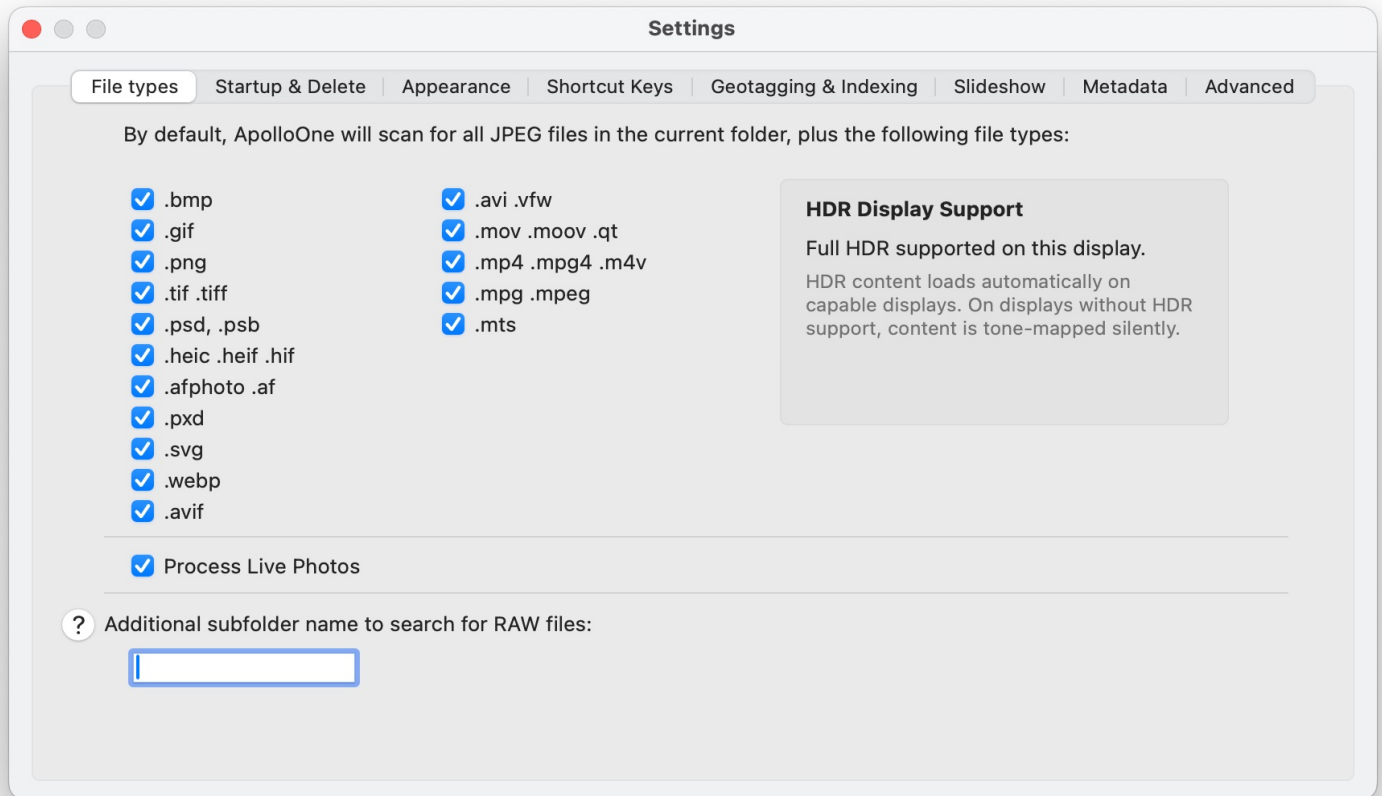 Settings
File types
Startup & Delete
Appearance
Shortcut Keys
Geotagging & Indexing
Slideshow
Metadata
Advanced
By default, ApolloOne will scan for all JPEG files in the current folder, plus the following file types:
.bmp
.gif
.png
.tif .tiff
.psd, .psb
.heic .heif .hif
.afphoto .af
.pxd
.svg
.webp
.avif
.avi .vfw
.mov .moov .qt
.mp4 .mpg4 .m4v
.mpg .mpeg
.mts
HDR Display Support
Full HDR supported on this display.
HDR content loads automatically on
capable displays. On displays without HDR
support, content is tone-mapped silently.
Process Live Photos
? Additional subfolder name to search for RAW files: